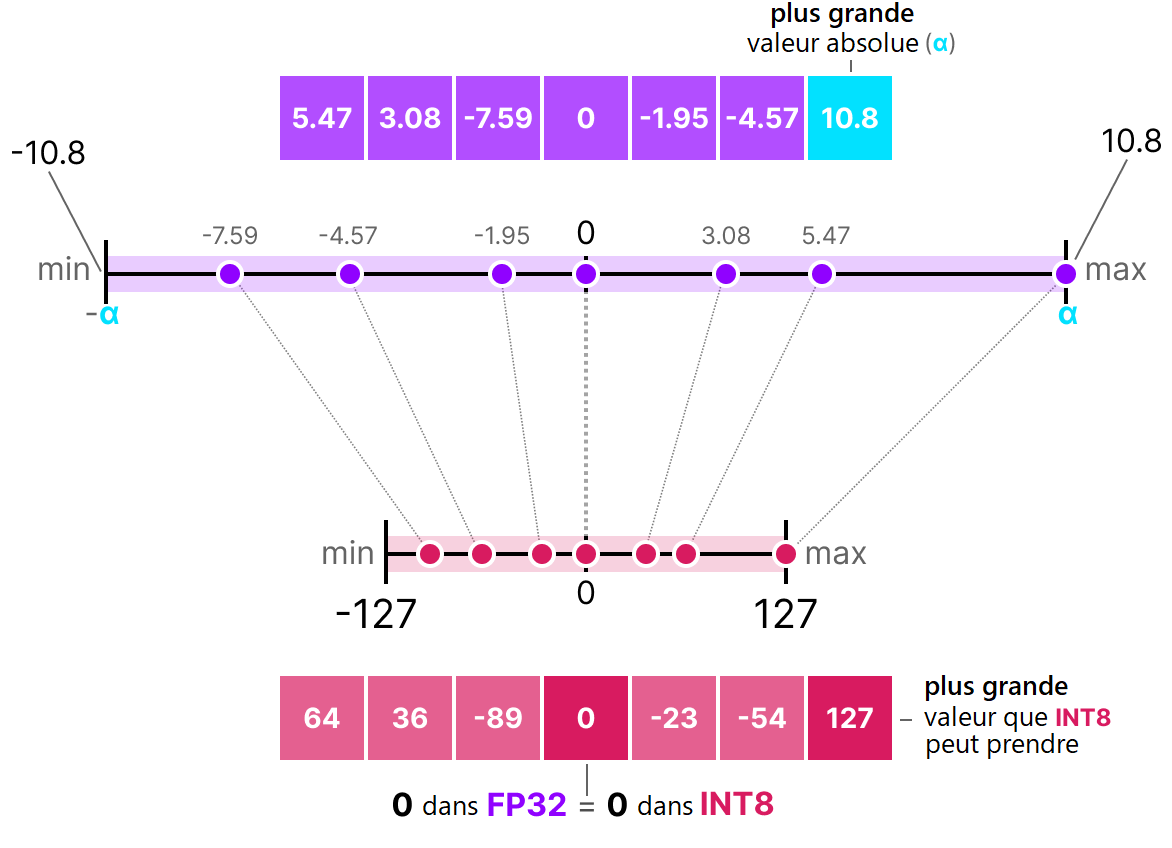 plus grande
valeur absolue (α)
5.47 3.08 -7.59 0 -1.95 -4.57 10.8
-10.8
10.8
-7.59 -4.57 -1.95 0 3.08 5.47
min
max
-α
α
min
max
0
-127
127
64 36 -89 0 -23 -54 127
plus grande
valeur que INT8
peut prendre
0 dans FP32 = 0 dans INT8